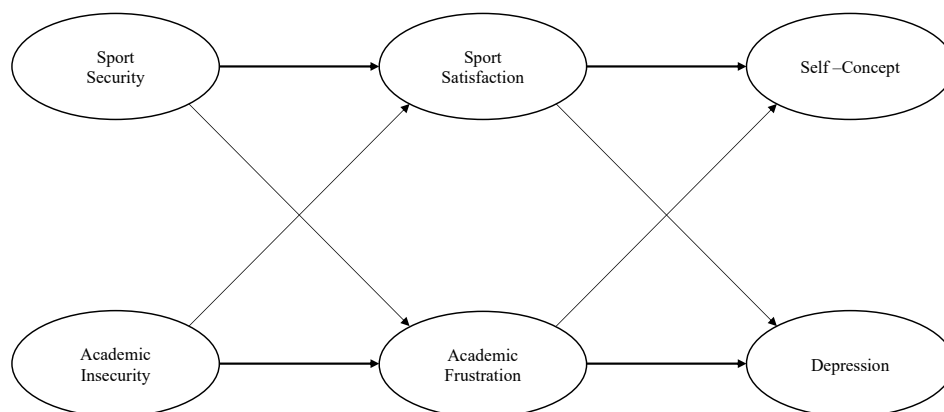 Sport
Security
Sport
Satisfaction
Self –Concept
Academic
Insecurity
Academic
Frustration
Depression